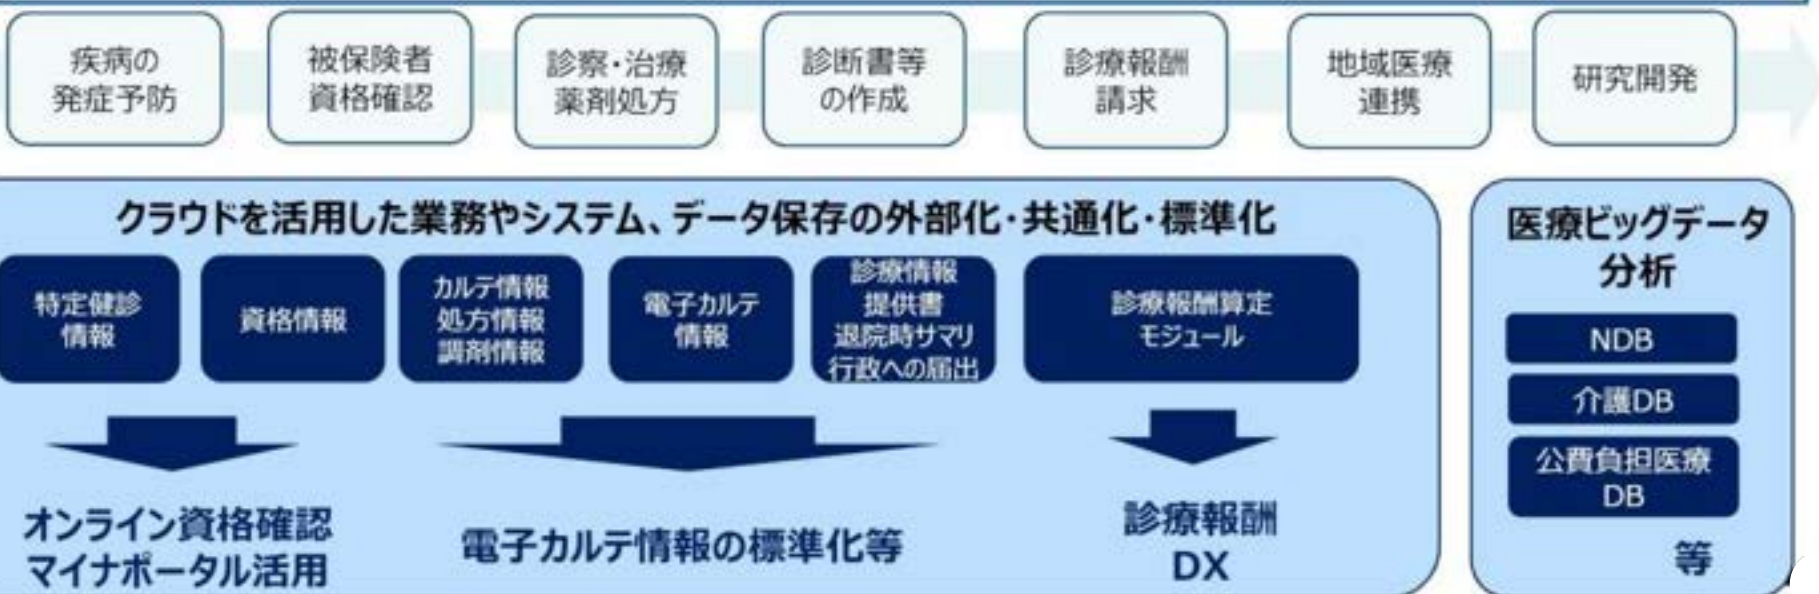 疾病の
発症予防
被保険者
資格確認
診察・治療
薬剤処方
診断書等
の作成
診療報酬
請求
地域医療
連携
研究開発
クラウドを活用した業務やシステム、データ保存の外部化・共通化・標準化
特定健診
情報
資格情報
カルテ情報
処方情報
調剤情報
電子カルテ
情報
診療情報
提供書
退院時サマリ
行政への届出
診療報酬算定
モジュール
オンライン資格確認
マイナポータル活用
電子カルテ情報の標準化等
診療報酬
DX
医療ビッグデータ
分析
NDB
介護DB
公費負担医療
DB
等